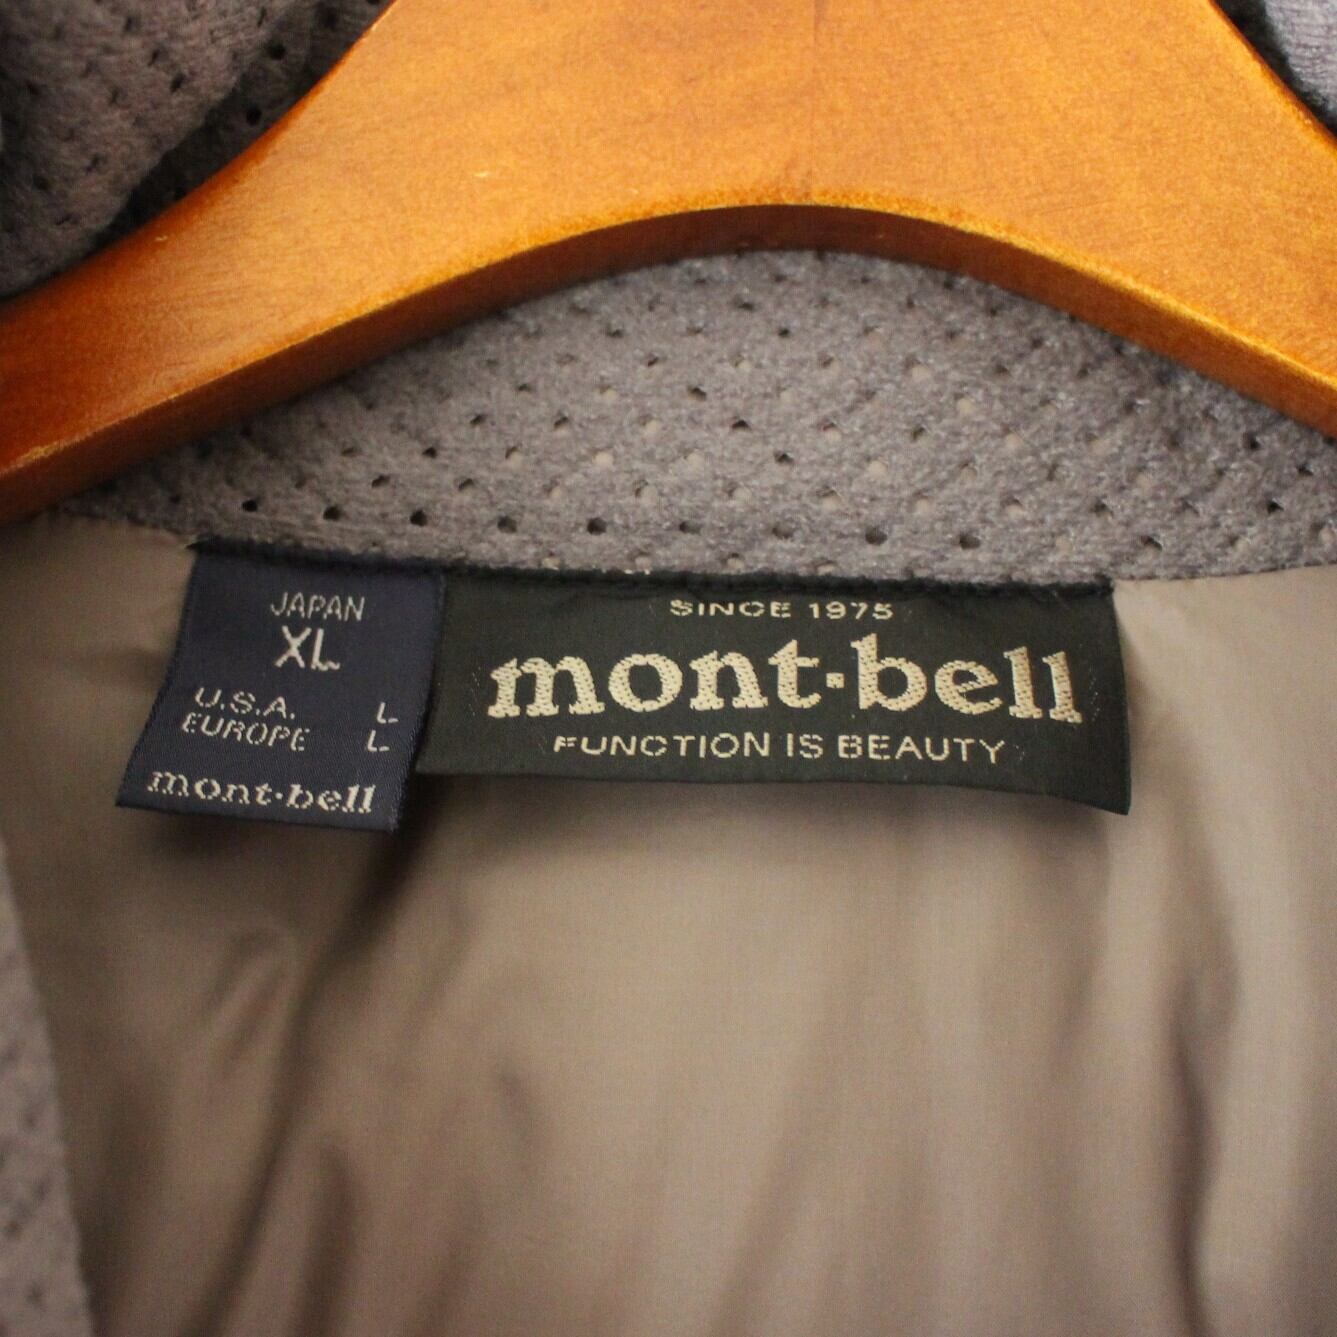 JAPAN
XL
U.S.A. L
EUROPE L
mont-bell
SINCE 1975
mont-bell
FUNCTION IS BEAUTY